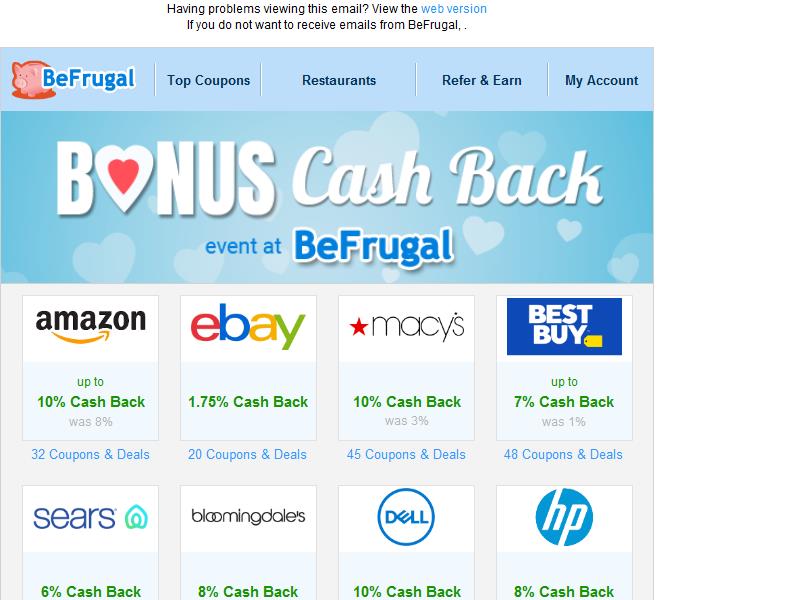 Having problems viewing this email? View the web version
If you do not want to receive emails from BeFrugal, .
BeFrugal
Top Coupons
Restaurants
Refer & Earn
My Account
BONUS Cash Back
event at BeFrugal
amazon
ebay
macy's
BEST BUY
up to
10% Cash Back
was 8%
1.75% Cash Back
10% Cash Back
was 3%
up to
7% Cash Back
was 1%
32 Coupons & Deals
20 Coupons & Deals
45 Coupons & Deals
48 Coupons & Deals
sears
bloomingdale's
DELL
hp
6% Cash Back
8% Cash Back
10% Cash Back
8% Cash Back